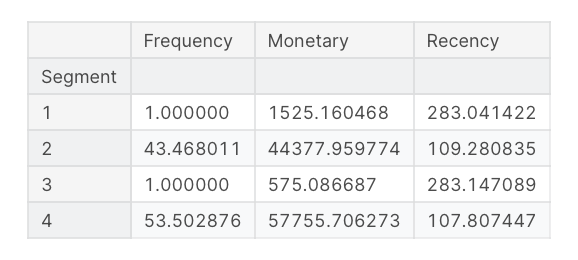 Frequency Monetary Recency
Segment
1 1.000000 1525.160468 283.041422
2 43.468011 44377.959774 109.280835
3 1.000000 575.086687 283.147089
4 53.502876 57755.706273 107.807447